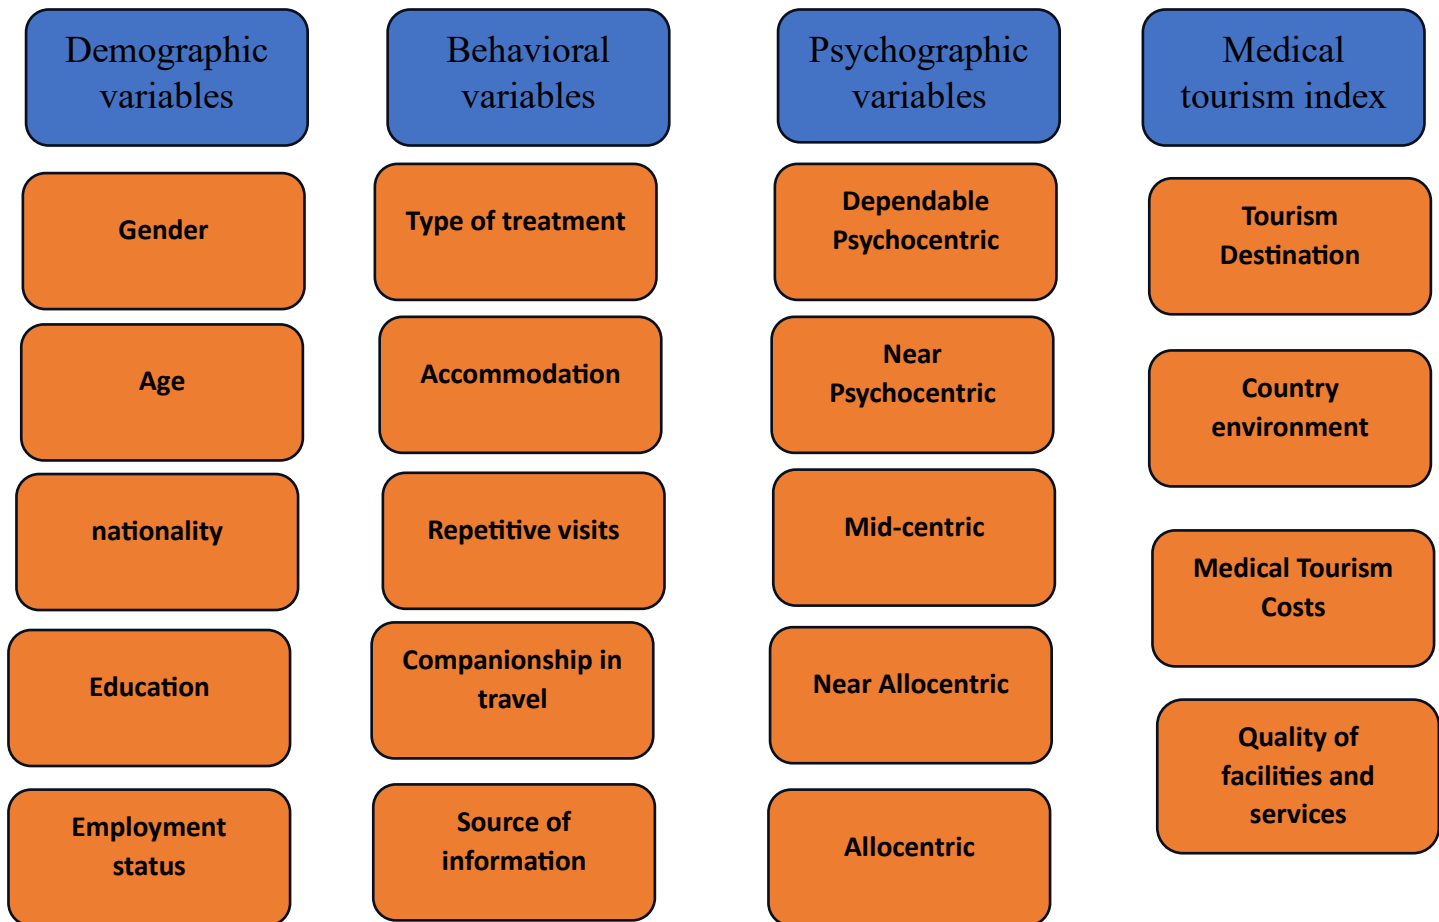 Demographic
variables
Gender
Age
nationality
Education
Employment
status
Behavioral
variables
Type of treatment
Accommodation
Repetitive visits
Companionship in
travel
Source of
information
Psychographic
variables
Dependable
Psychocentric
Near
Psychocentric
Mid-centric
Near Allocentric
Allocentric
Medical
tourism index
Tourism
Destination
Country
environment
Medical Tourism
Costs
Quality of
facilities and
services